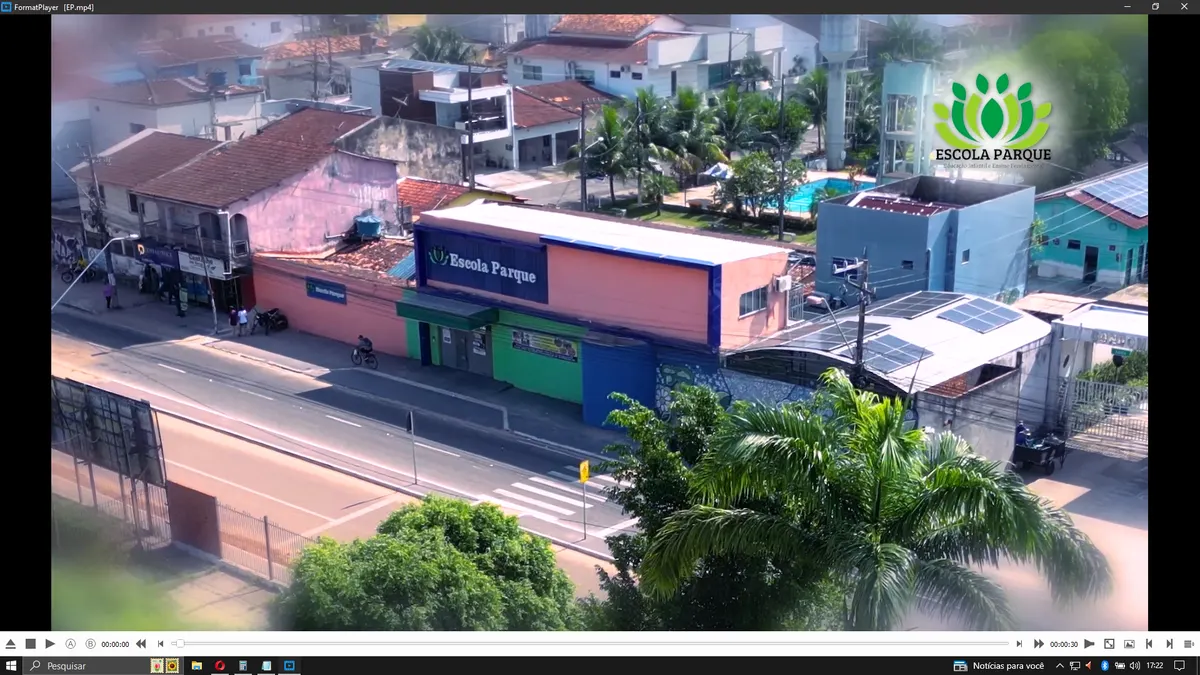 FormatPlayer [EP.mp4]
ESCOLA PARQUE
Escola Parque
Escola Parque
00:00:00
00:00:30
Pesquisar
Notícias para você
17:22